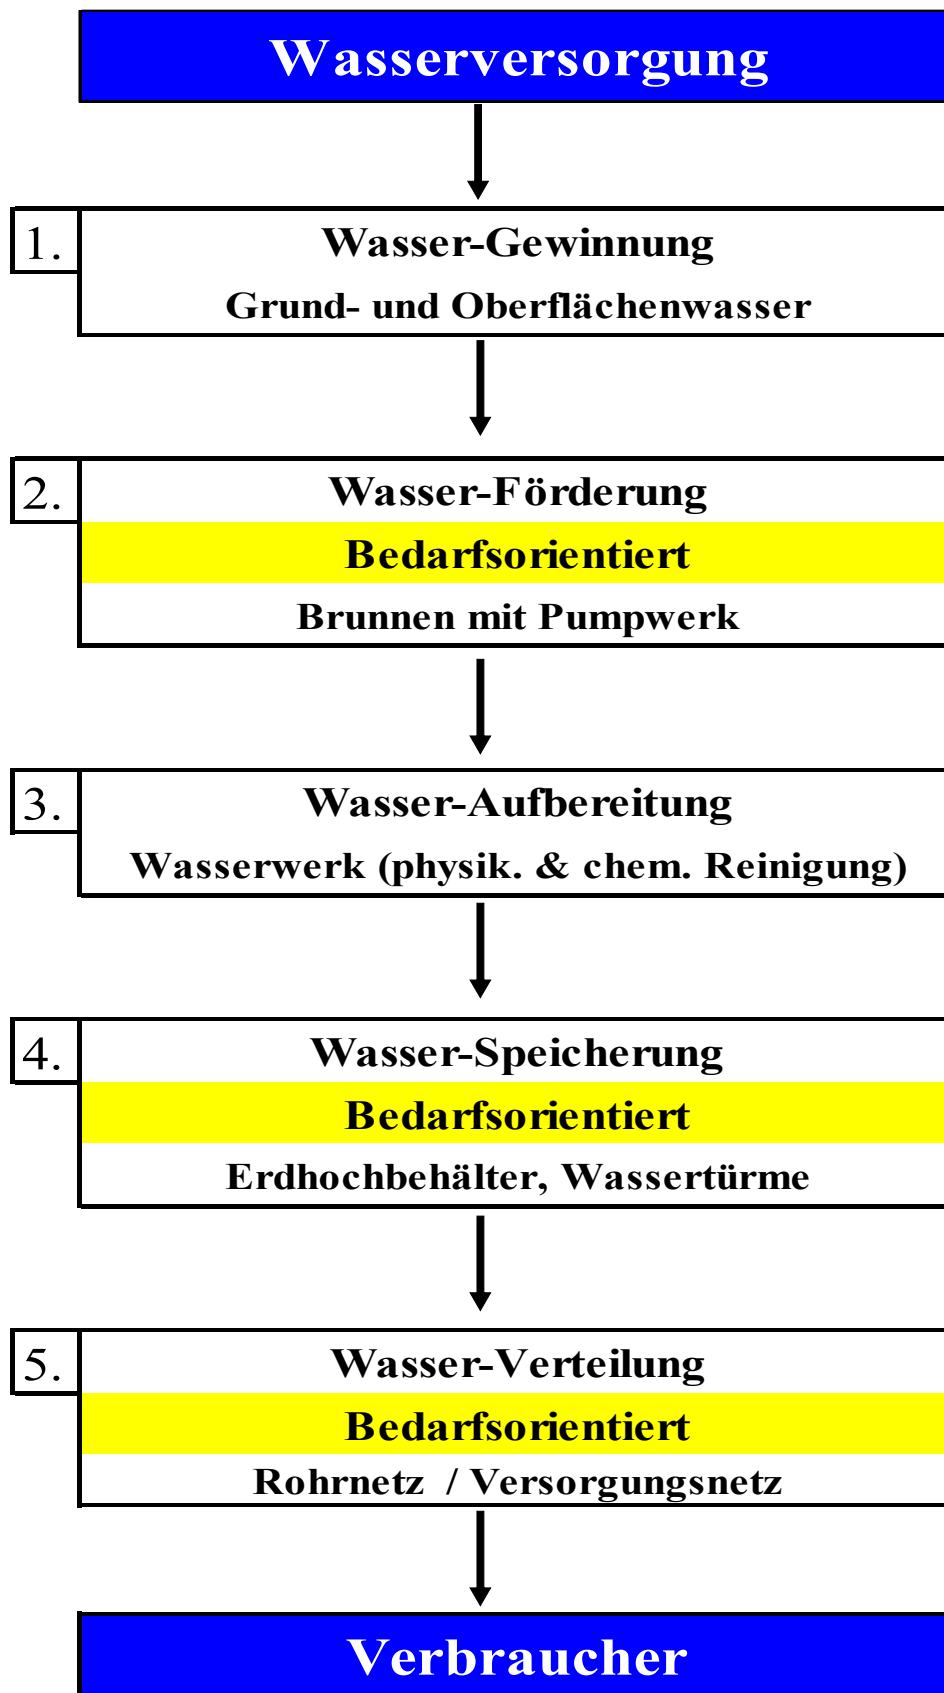 Wasserversorgung
1. Wasser-Gewinnung
Grund- und Oberflächenwasser
2. Wasser-Förderung
Bedarfsorientiert
Brunnen mit Pumpwerk
3. Wasser-Aufbereitung
Wasserwerk (physik. & chem. Reinigung)
4. Wasser-Speicherung
Bedarfsorientiert
Erdhochbehälter, Wassertürme
5. Wasser-Verteilung
Bedarfsorientiert
Rohrnetz / Versorgungsnetz
Verbraucher